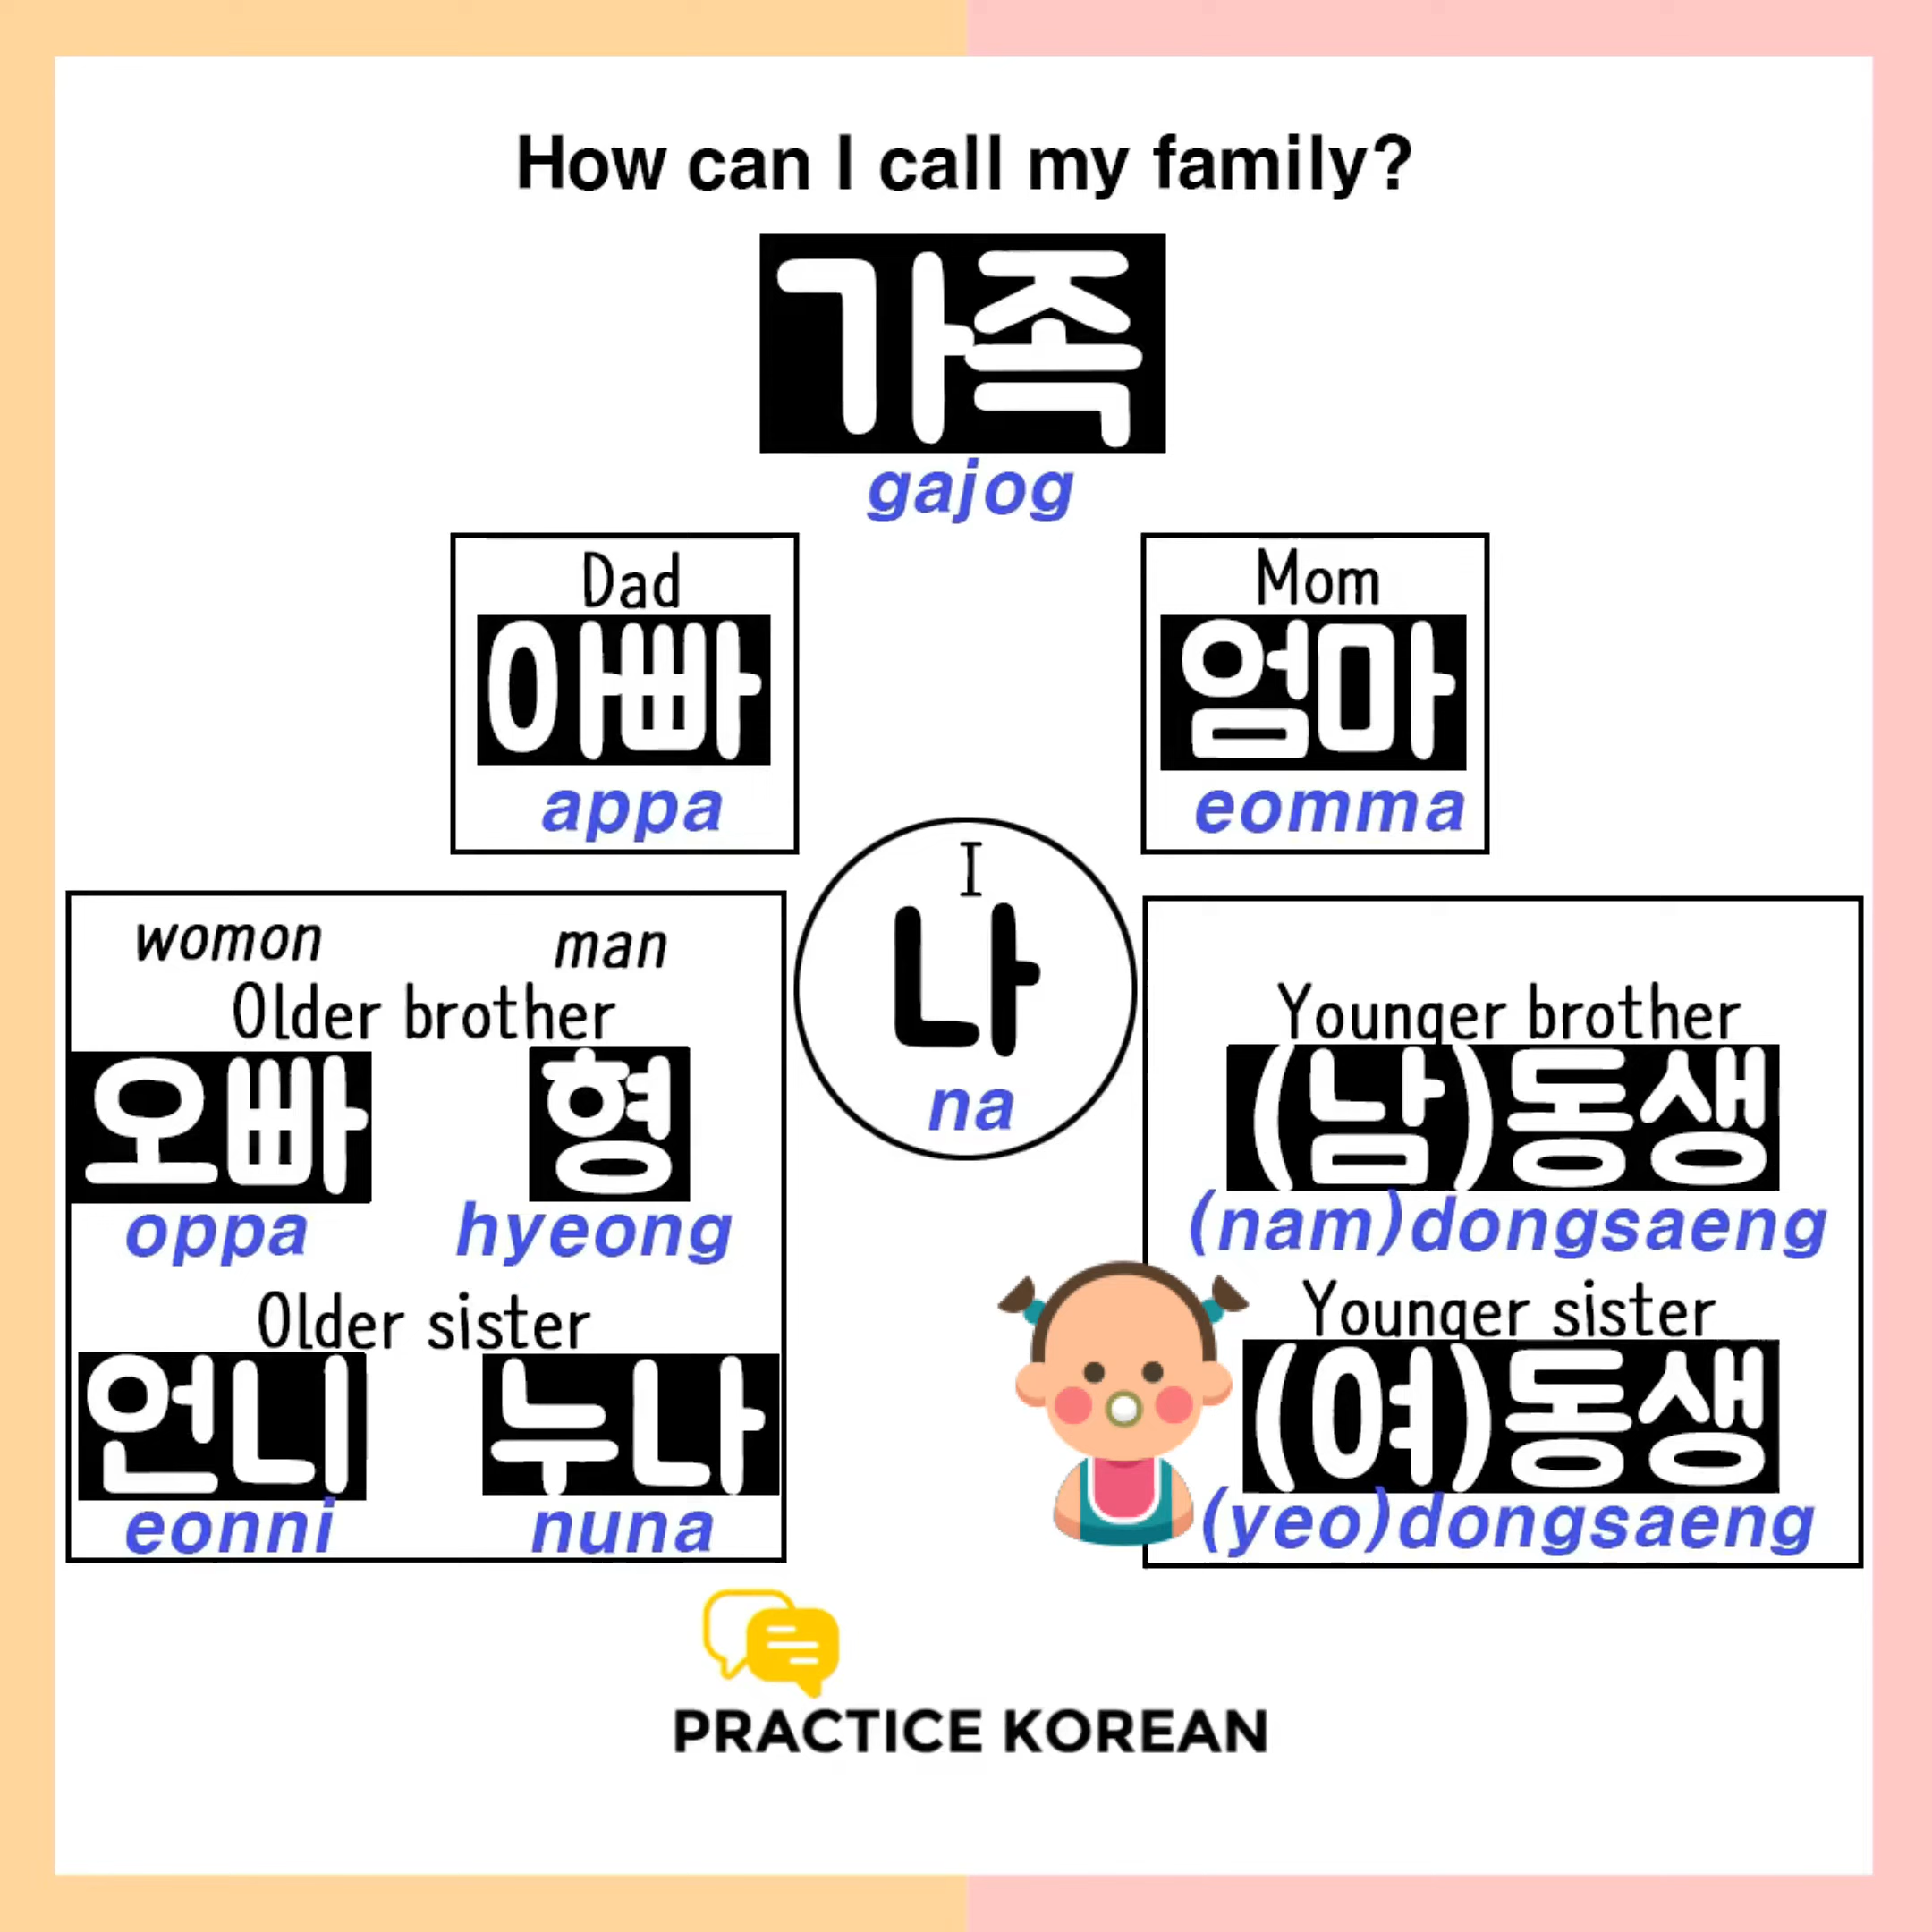 How can I call my family?
가족
gajog
Dad
아빠
appa
Mom
엄마
eomma
I
나
na
womon man
Older brother
오빠 형
oppa hyeong
Older sister
언니 누나
eonni nuna
Younger brother
(남)동생
(nam)dongsaeng
Younger sister
(여)동생
(yeo)dongsaeng
PRACTICE KOREAN